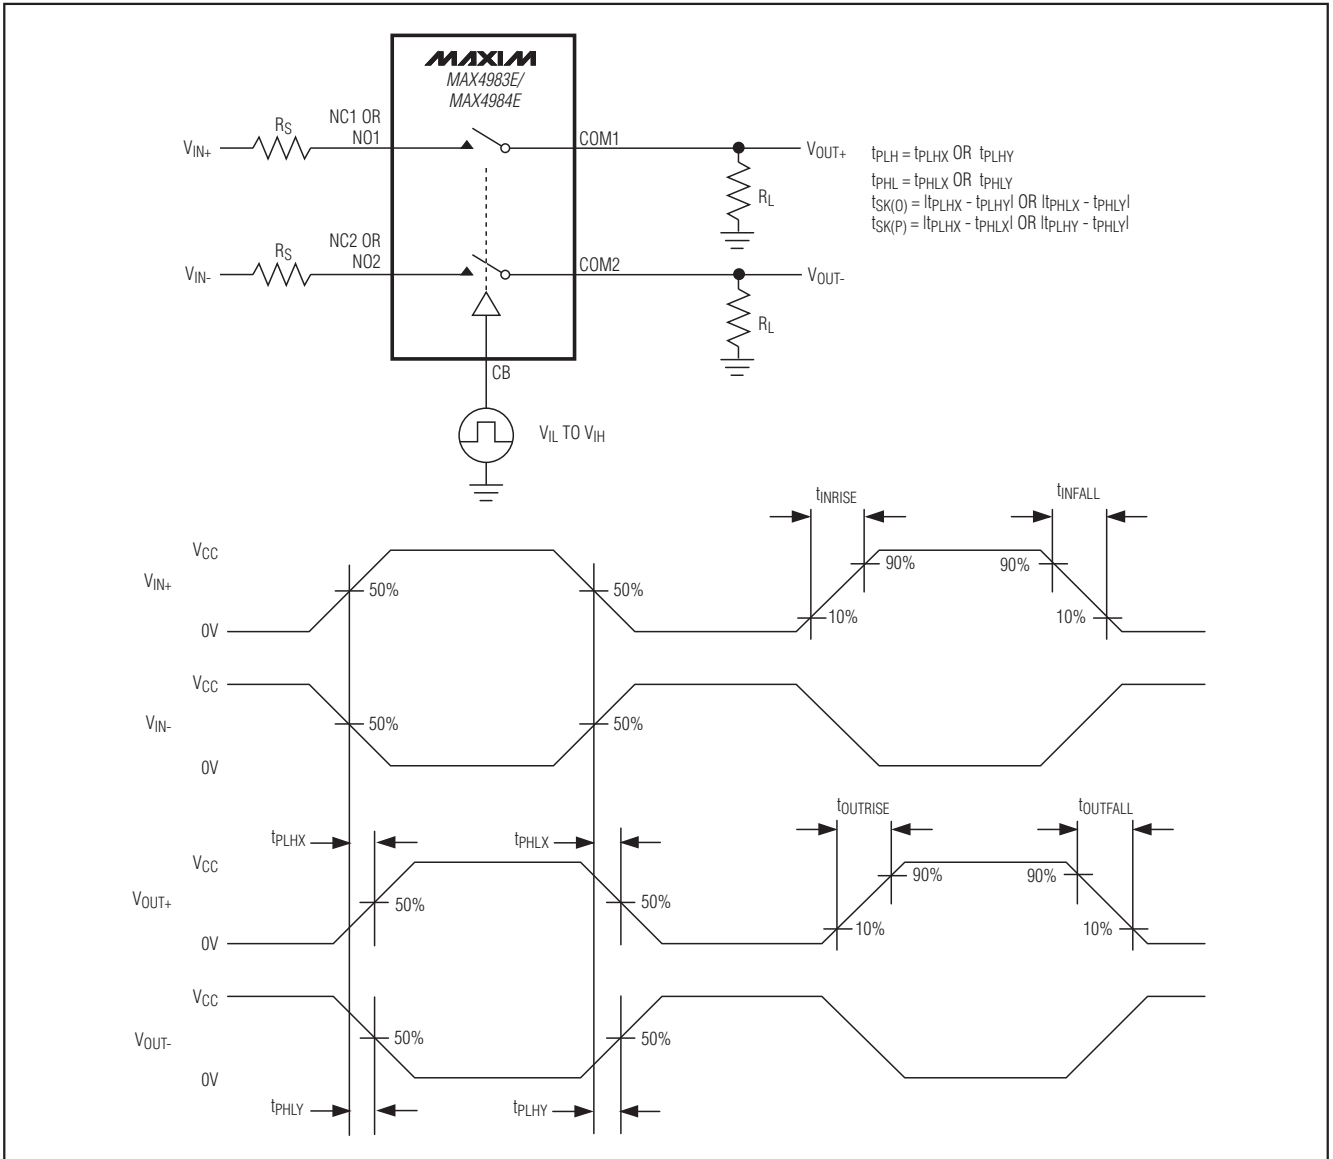 MAXIM
MAX4983E/
MAX4984E
NC1 OR
NO1
RS
VIN+
COM1
VOUT+
RL
tPLH = tPLHX OR tPLHY
tPHL = tPHLX OR tPHLY
tSK(O) = |tPLHX - tPLHY| OR |tPHLX - tPHLY|
tSK(P) = |tPLHX - tPHLX| OR |tPLHY - tPHLY|
NC2 OR
NO2
RS
VIN-
COM2
VOUT-
RL
CB
VIL TO VIH
tINRISE
tINFALL
VCC
VIN+
0V
50%
50%
90%
10%
90%
10%
VCC
VIN-
0V
50%
50%
tOUTRISE
tOUTFALL
tPLHX
tPHLX
VCC
VOUT+
0V
50%
50%
90%
10%
90%
10%
VCC
VOUT-
0V
50%
50%
tPHLY
tPLHY